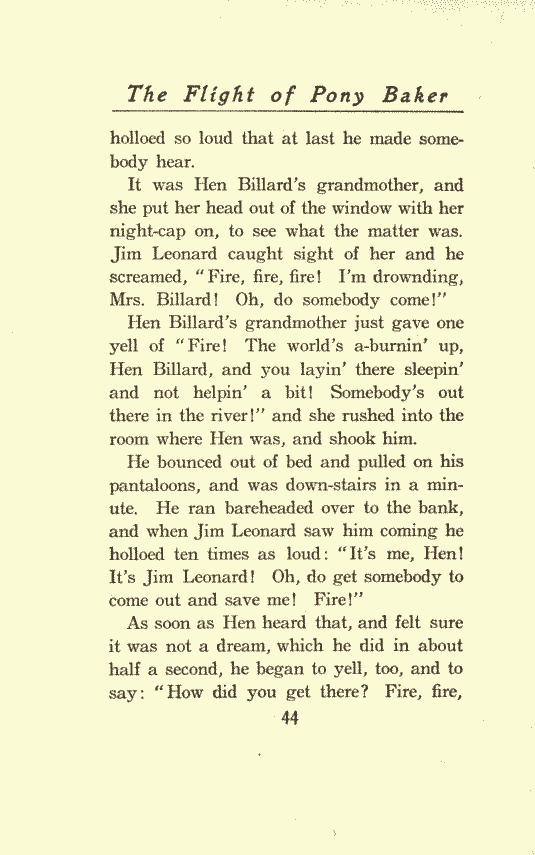 The Flight of Pony Baker
holloed so loud that at last he made some-
body hear.
It was Hen Billard's grandmother, and
she put her head out of the window with her
night-cap on, to see what the matter was.
Jim Leonard caught sight of her and he
screamed, "Fire, fire, fire! I'm drownding,
Mrs. Billard! Oh, do somebody come!"
Hen Billard's grandmother just gave one
yell of "Fire! The world's a-burnin' up,
Hen Billard, and you layin' there sleepin'
and not helpin' a bit! Somebody's out
there in the river!" and she rushed into the
room where Hen was, and shook him.
He bounced out of bed and pulled on his
pantaloons, and was down-stairs in a min-
ute. He ran bareheaded over to the bank,
and when Jim Leonard saw him coming he
holloed ten times as loud: "It's me, Hen!
It's Jim Leonard! Oh, do get somebody to
come out and save me! Fire!"
As soon as Hen heard that, and felt sure
it was not a dream, which he did in about
half a second, he began to yell, too, and to
say: "How did you get there? Fire, fire,
44